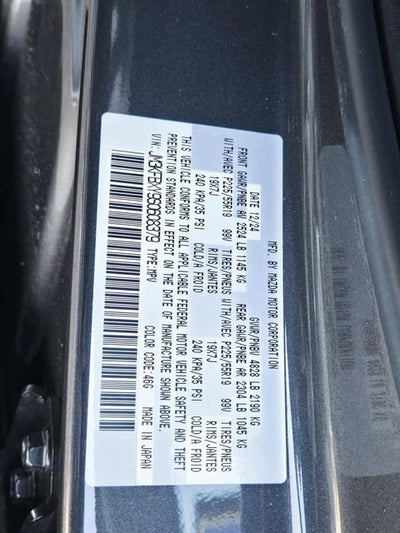 MFD. BY MAZDA MOTOR CORPORATION
DATE: 12/24 GVWR/PNBV 4829 LB 2190 KG
FRONT GAWR/PNBE AV 2524 LB 1145 KG REAR GAWR/PNBE AR 2304 LB 1045 KG
WITH/AVEC P225/55R19 99V TIRES/PNEUS WITH/AVEC P225/55R19 99V TIRES/PNEUS
19X7J RIMS/JANTES 19X7J RIMS/JANTES
240 KPA/35 PSI COLD/A FROID 240 KPA/35 PSI COLD/A FROID
THIS VEHICLE CONFORMS TO ALL APPLICABLE FEDERAL MOTOR VEHICLE SAFETY AND THEFT
PREVENTION STANDARDS IN EFFECT ON THE DATE OF MANUFACTURE SHOWN ABOVE.
VIN: TYPE:MPV COLOR CODE:46G MADE IN JAPAN